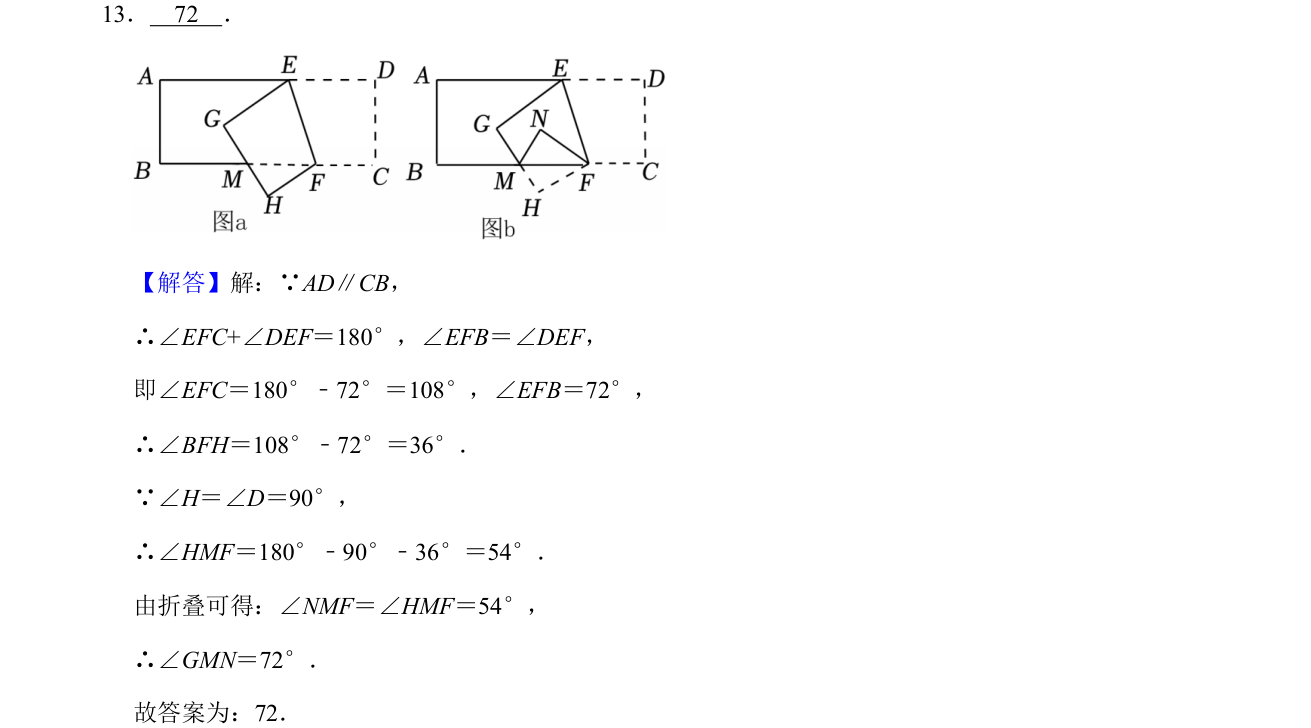 13． 72 ．
A E D A E D
G G N
B M F C B M F C
H H
图a 图b
【解答】解：∵AD∥CB，
∴∠EFC+∠DEF＝180°，∠EFB＝∠DEF，
即∠EFC＝180°﹣72°＝108°，∠EFB＝72°，
∴∠BFH＝108°﹣72°＝36°．
∵∠H＝∠D＝90°，
∴∠HMF＝180°﹣90°﹣36°＝54°．
由折叠可得：∠NMF＝∠HMF＝54°，
∴∠GMN＝72°．
故答案为：72．